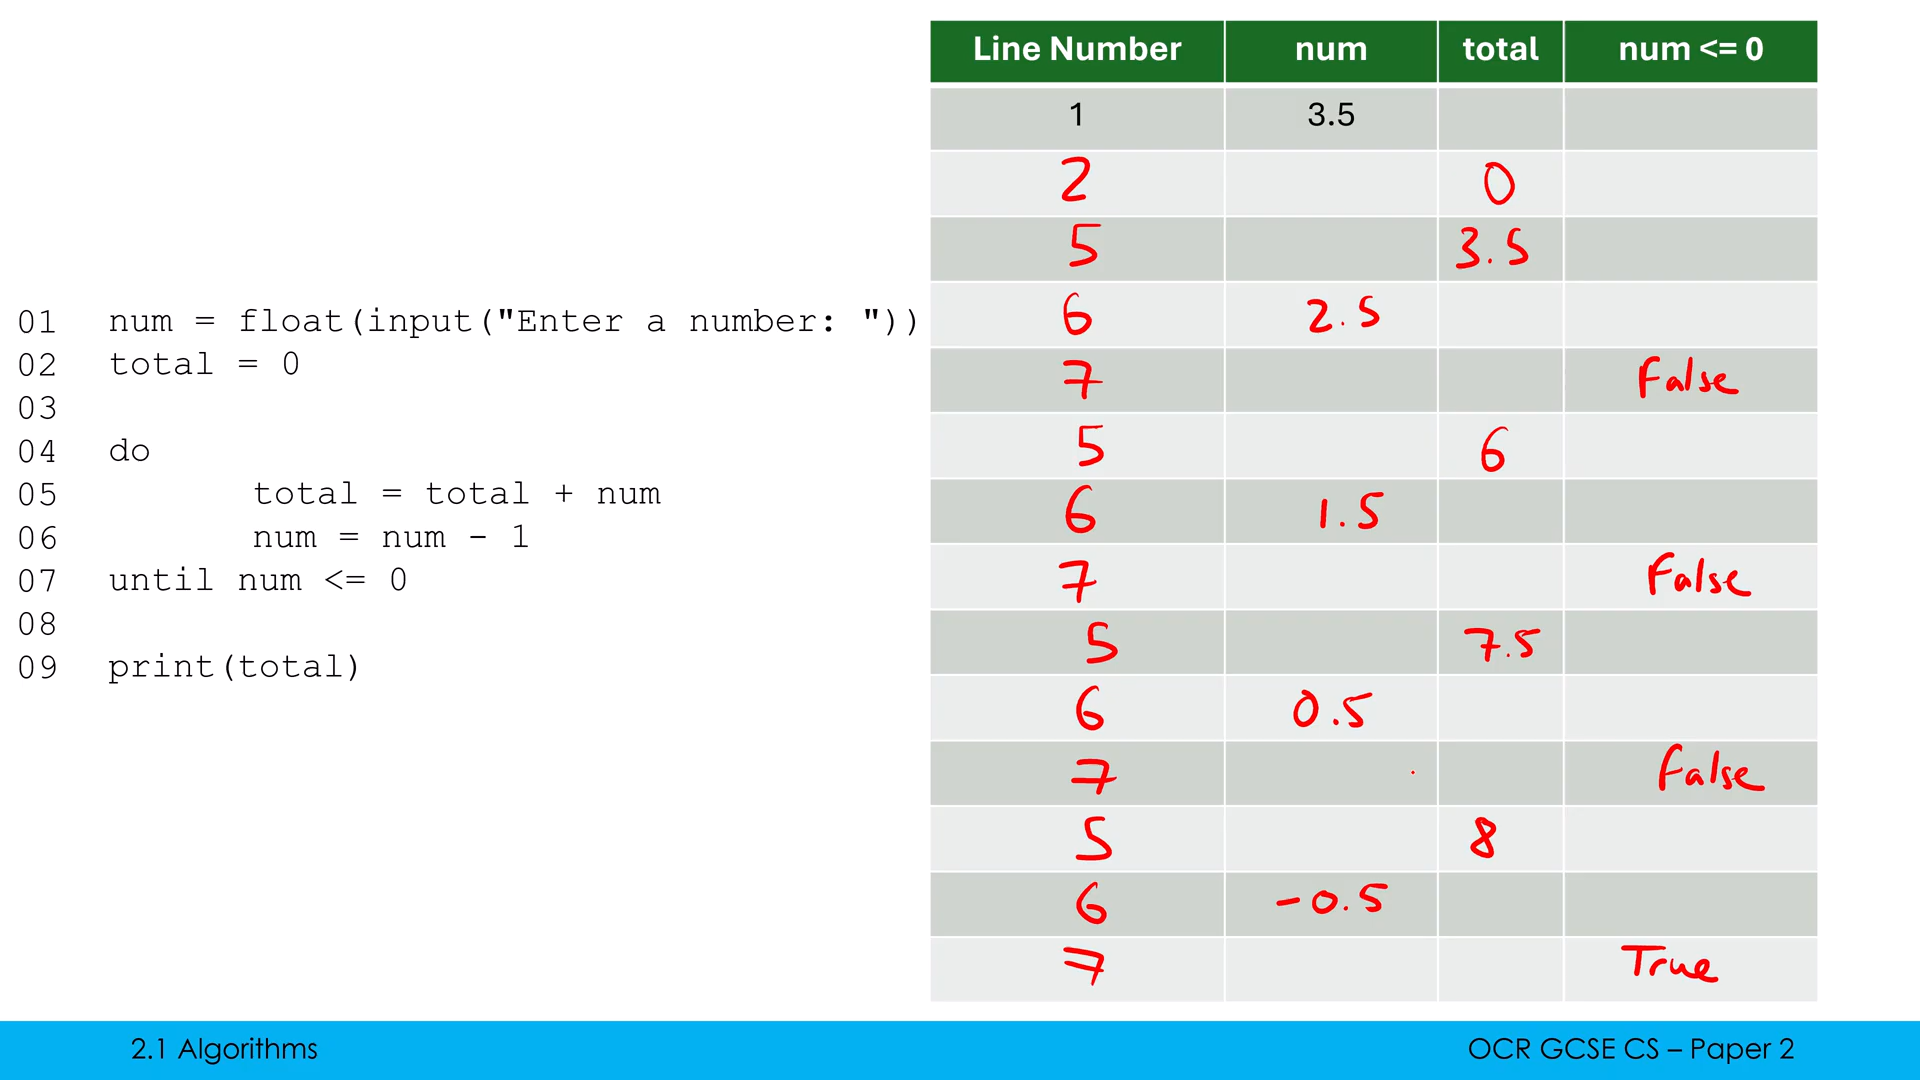 01 num = float(input("Enter a number: "))
02 total = 0
03
04 do
05 total = total + num
06 num = num - 1
07 until num <= 0
08
09 print(total)
Line Number num total num <= 0
1 3.5
2 0
5 3.5
6 2.5
7 False
5 6
6 1.5
7 False
5 7.5
6 0.5
7 False
5 8
6 -0.5
7 True
2.1 Algorithms
OCR GCSE CS – Paper 2